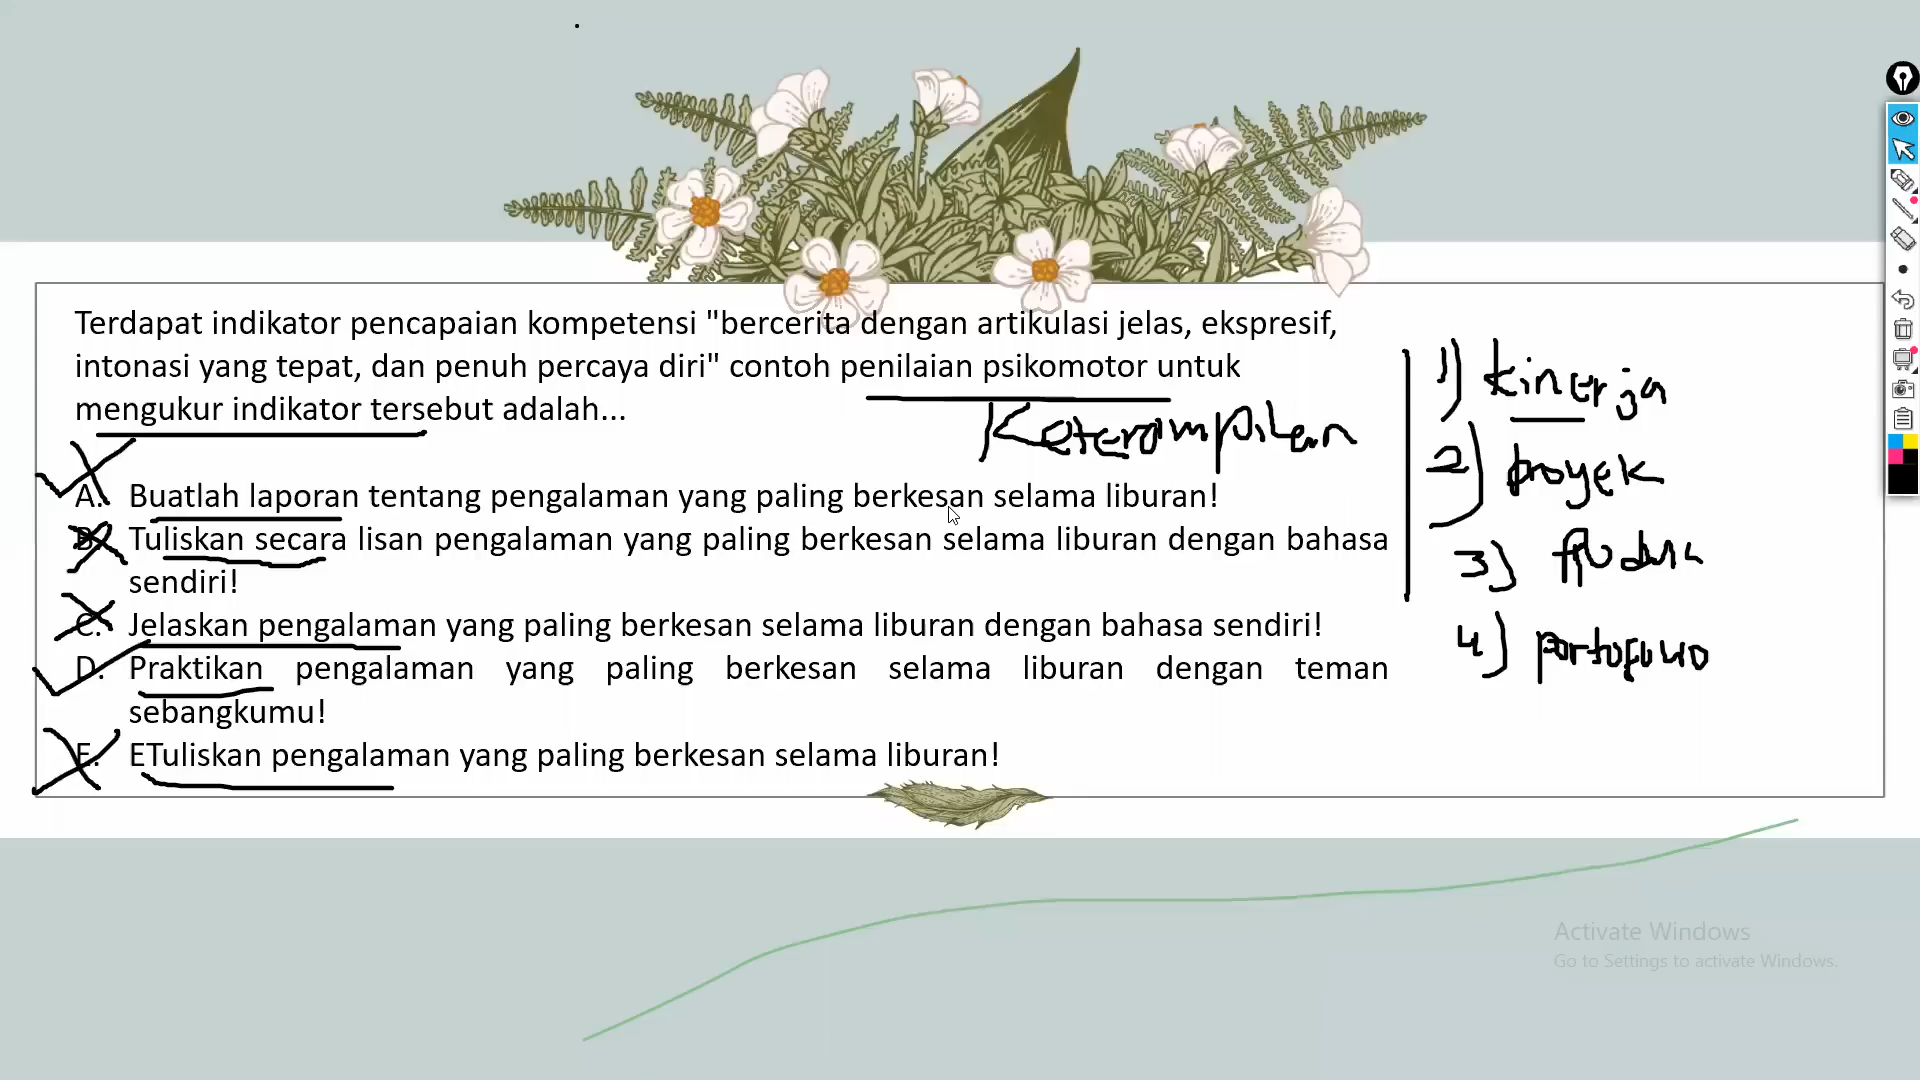 Terdapat indikator pencapaian kompetensi "bercerita dengan artikulasi jelas, ekspresif,
intonasi yang tepat, dan penuh percaya diri" contoh penilaian psikomotor untuk
mengukur indikator tersebut adalah...
Keterampilan
A. Buatlah laporan tentang pengalaman yang paling berkesan selama liburan!
B. Tuliskan secara lisan pengalaman yang paling berkesan selama liburan dengan bahasa
sendiri!
C. Jelaskan pengalaman yang paling berkesan selama liburan dengan bahasa sendiri!
D. Praktikan pengalaman yang paling berkesan selama liburan dengan teman
sebangkumu!
E. ETuliskan pengalaman yang paling berkesan selama liburan!
1) kinerja
2) proyek
3)
4) portofolio
Activate Windows
Go to Settings to activate Windows.